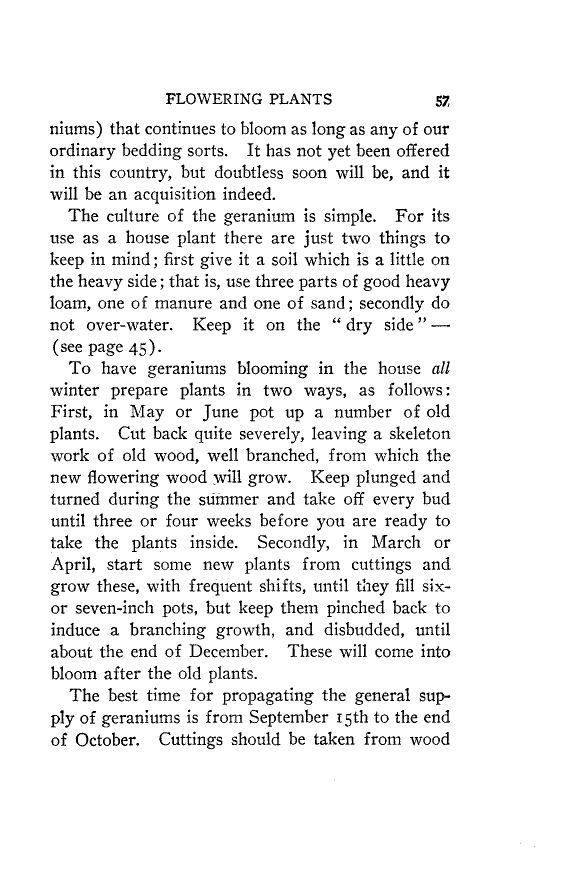 FLOWERING PLANTS 57
niums) that continues to bloom as long as any of our
ordinary bedding sorts. It has not yet been offered
in this country, but doubtless soon will be, and it
will be an acquisition indeed.
The culture of the geranium is simple. For its
use as a house plant there are just two things to
keep in mind; first give it a soil which is a little on
the heavy side; that is, use three parts of good heavy
loam, one of manure and one of sand; secondly do
not over-water. Keep it on the "dry side"—
(see page 45).
To have geraniums blooming in the house all
winter prepare plants in two ways, as follows:
First, in May or June pot up a number of old
plants. Cut back quite severely, leaving a skeleton
work of old wood, well branched, from which the
new flowering wood will grow. Keep plunged and
turned during the summer and take off every bud
until three or four weeks before you are ready to
take the plants inside. Secondly, in March or
April, start some new plants from cuttings and
grow these, with frequent shifts, until they fill six-
or seven-inch pots, but keep them pinched back to
induce a branching growth, and disbudded, until
about the end of December. These will come into
bloom after the old plants.
The best time for propagating the general sup-
ply of geraniums is from September 15th to the end
of October. Cuttings should be taken from wood